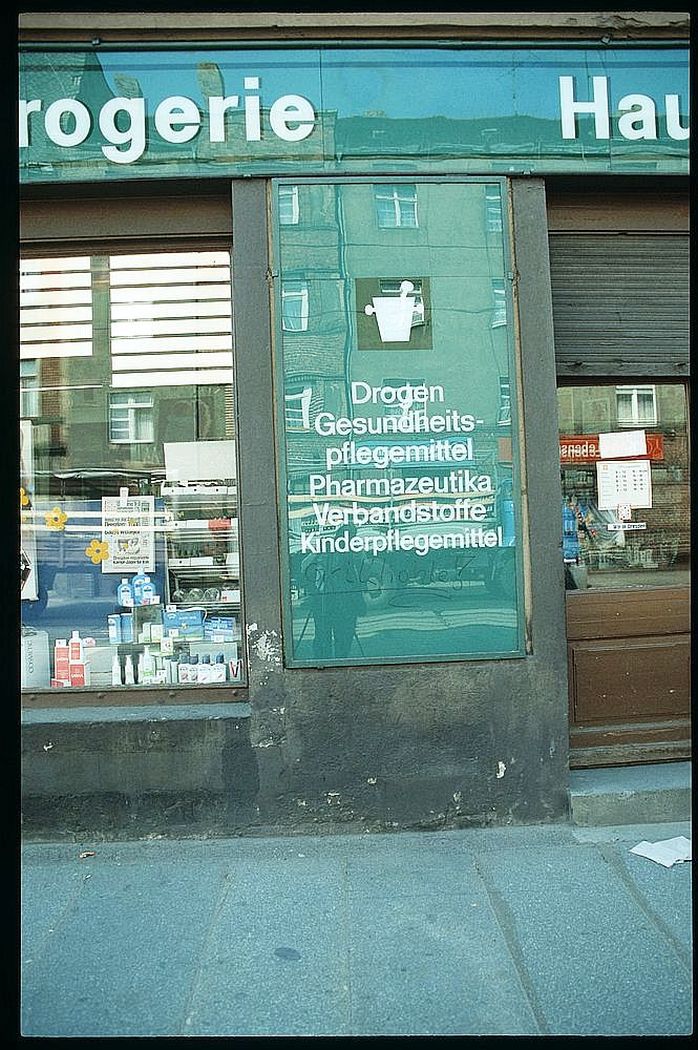 rogerie
Hau
Drogen
Gesundheits-
pflegemittel
Pharmazeutika
Verbandstoffe
Kinderpflegemittel